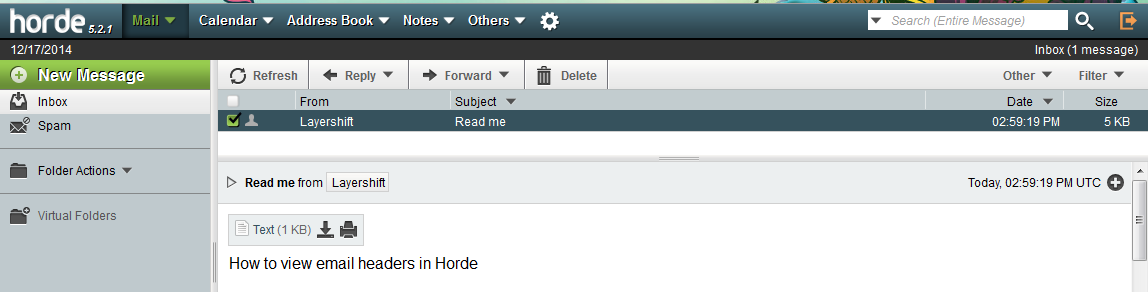 horde 5.2.1 Mail Calendar Address Book Notes Others Search (Entire Message)
12/17/2014 Inbox (1 message)
New Message Refresh Reply Forward Delete Other Filter
Inbox From Subject Date Size
Spam Layershift Read me 02:59:19 PM 5 KB
Folder Actions
Read me from Layershift Today, 02:59:19 PM UTC
Virtual Folders
Text (1 KB)
How to view email headers in Horde